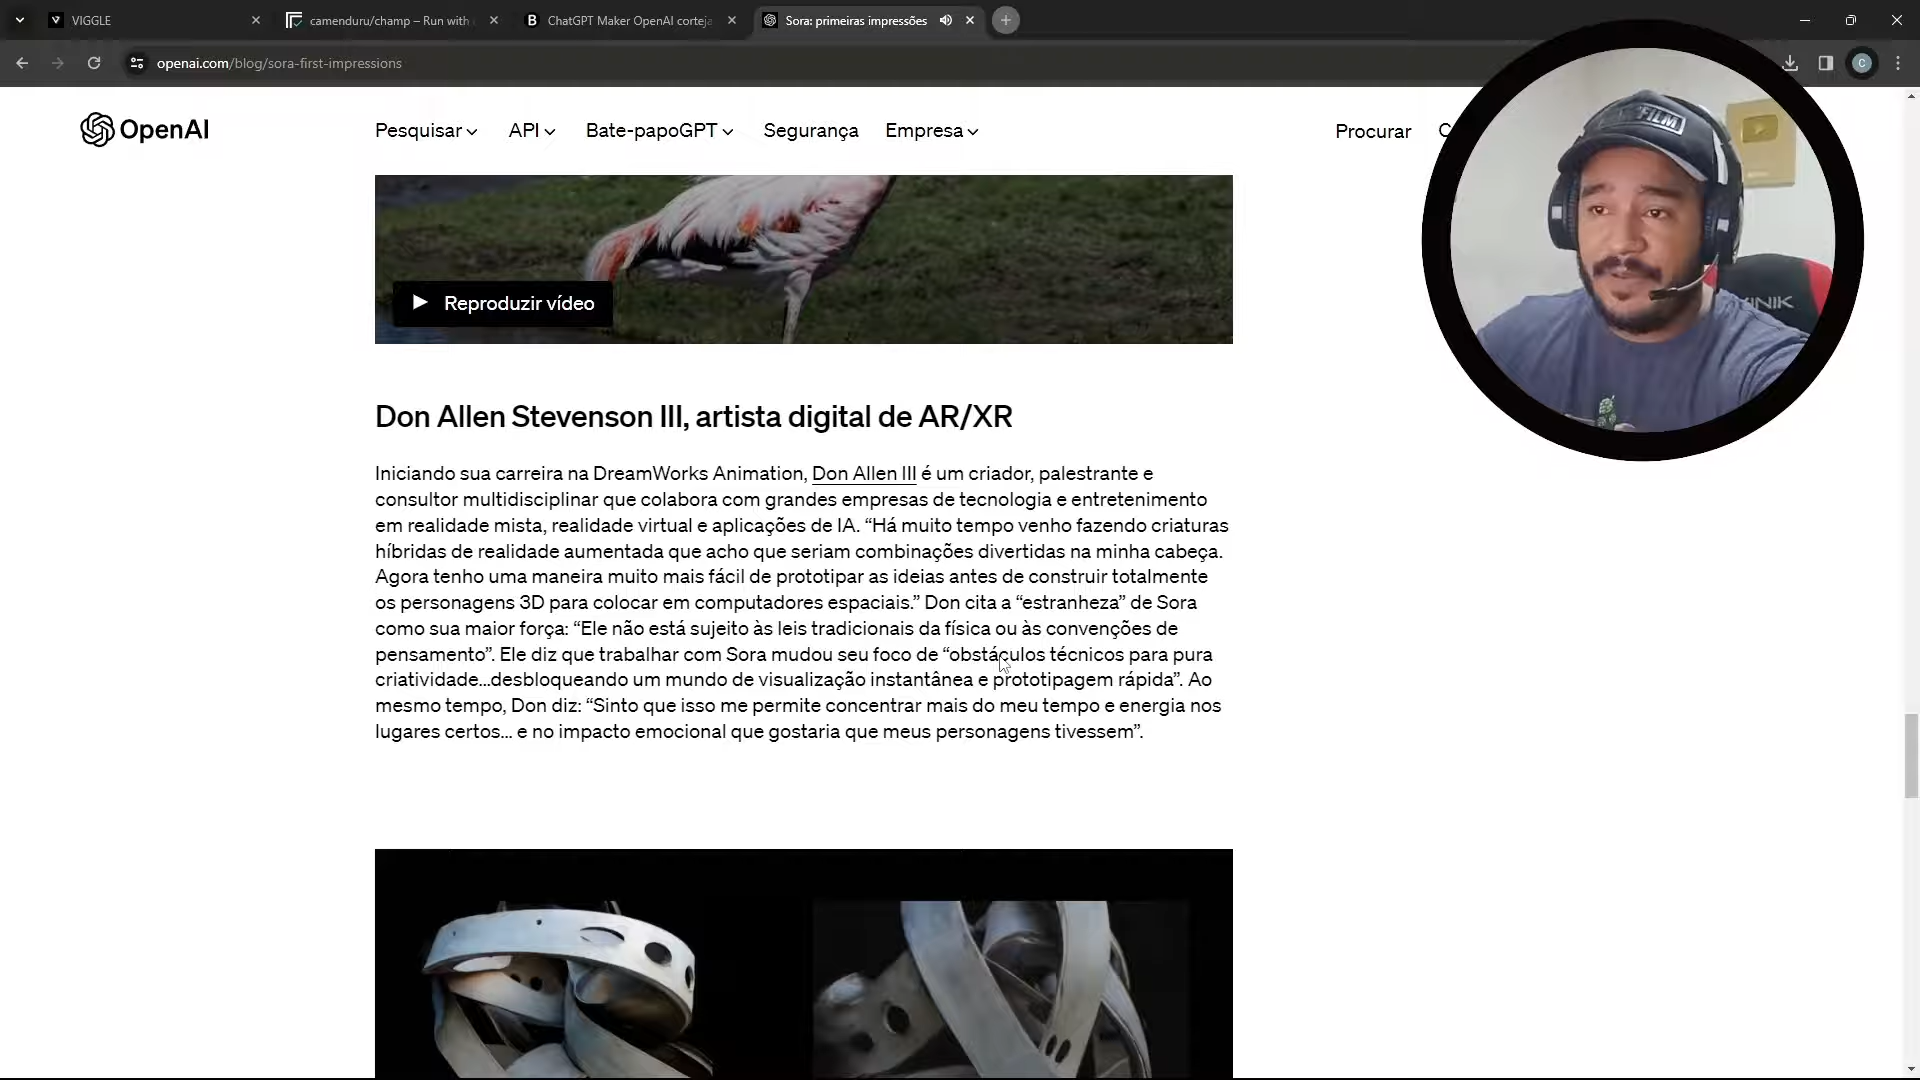 VIGGLE
camenduru/champ – Run with
ChatGPT Maker OpenAI corteja
Sora: primeiras impressões
openai.com/blog/sora-first-impressions
C
OpenAI
Pesquisar
API
Bate-papoGPT
Segurança
Empresa
Procurar
FILM
NIK
Reproduzir vídeo
Don Allen Stevenson III, artista digital de AR/XR
Iniciando sua carreira na DreamWorks Animation, Don Allen III é um criador, palestrante e
consultor multidisciplinar que colabora com grandes empresas de tecnologia e entretenimento
em realidade mista, realidade virtual e aplicações de IA. “Há muito tempo venho fazendo criaturas
híbridas de realidade aumentada que acho que seriam combinações divertidas na minha cabeça.
Agora tenho uma maneira muito mais fácil de prototipar as ideias antes de construir totalmente
os personagens 3D para colocar em computadores espaciais.” Don cita a “estranheza” de Sora
como sua maior força: “Ele não está sujeito às leis tradicionais da física ou às convenções de
pensamento”. Ele diz que trabalhar com Sora mudou seu foco de “obstáculos técnicos para pura
criatividade...desbloqueando um mundo de visualização instantânea e prototipagem rápida”. Ao
mesmo tempo, Don diz: “Sinto que isso me permite concentrar mais do meu tempo e energia nos
lugares certos... e no impacto emocional que gostaria que meus personagens tivessem”.